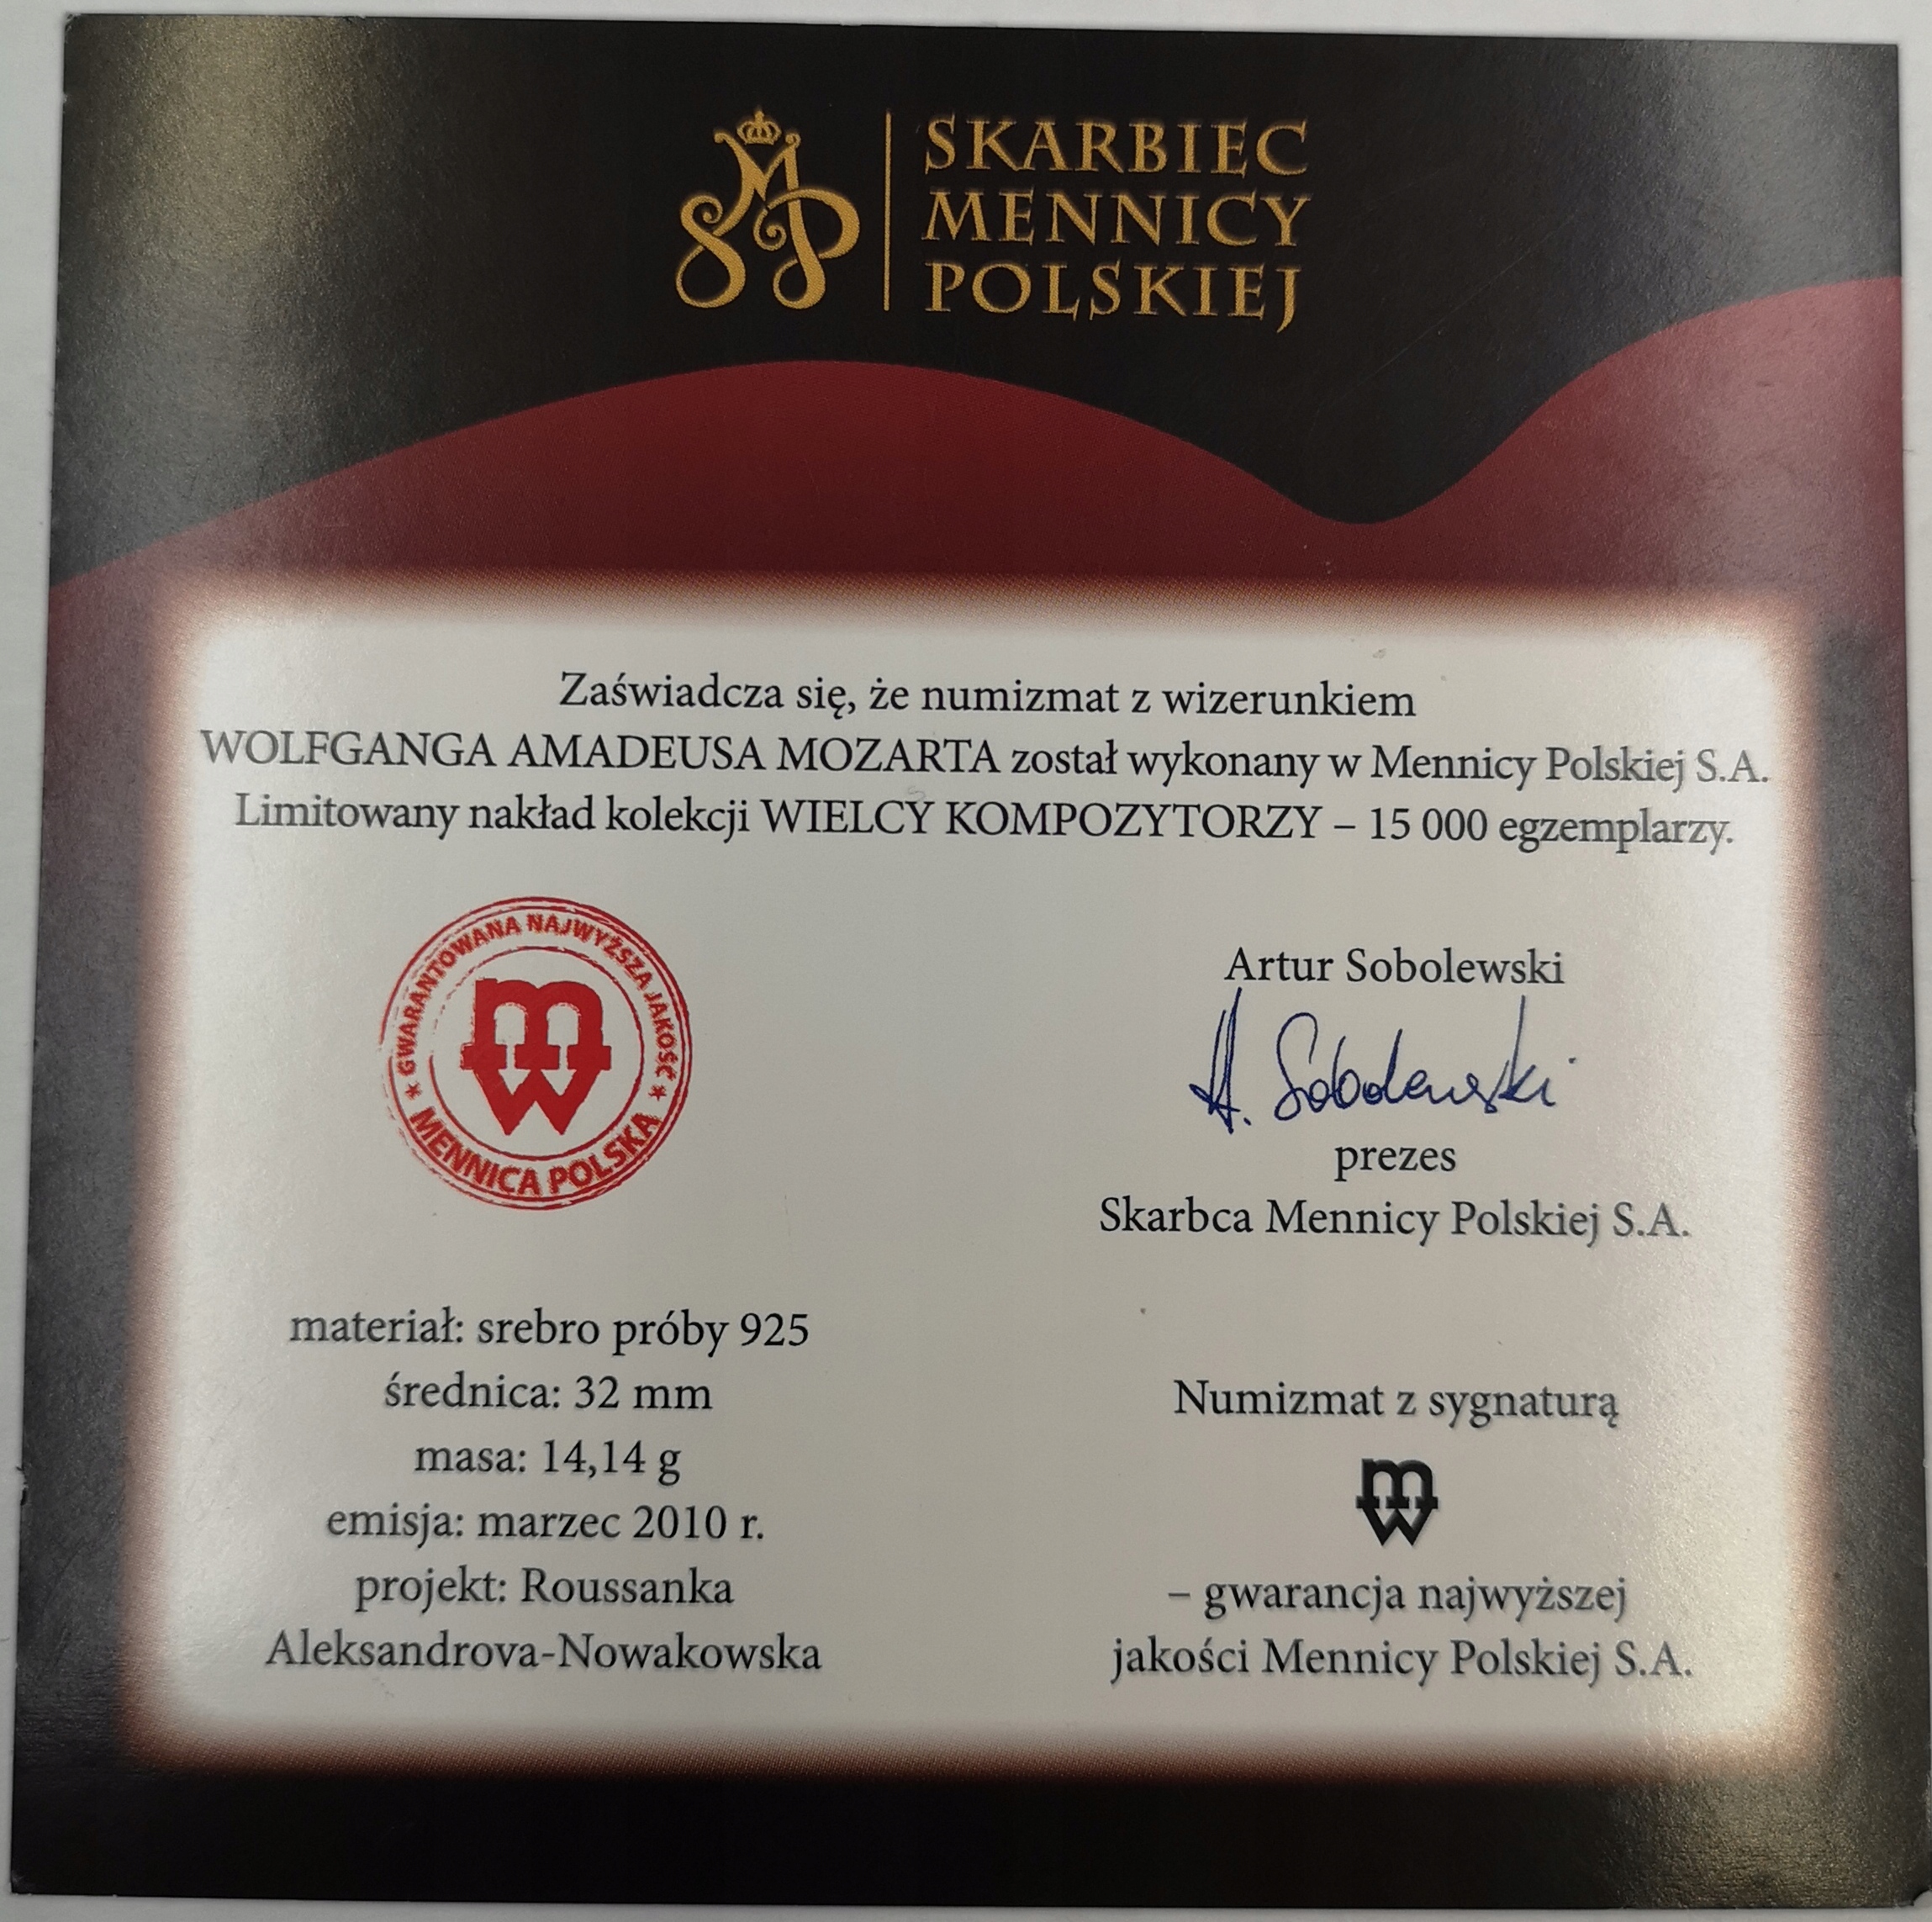 SKARBIEC
MENNICY
POLSKIEJ
Zaświadcza się, że numizmat z wizerunkiem
WOLFGANGA AMADEUSA MOZARTA został wykonany w Mennicy Polskiej S.A.
Limitowany nakład kolekcji WIELCY KOMPOZYTORZY – 15 000 egzemplarzy.
★ GWARANTOWANA NAJWYŻSZA JAKOŚĆ ★
MENNICA POLSKA
mw
Artur Sobolewski
A. Sobolewski
prezes
Skarbca Mennicy Polskiej S.A.
materiał: srebro próby 925
średnica: 32 mm
masa: 14,14 g
emisja: marzec 2010 r.
projekt: Roussanka
Aleksandrova-Nowakowska
Numizmat z sygnaturą
mw
– gwarancja najwyższej
jakości Mennicy Polskiej S.A.